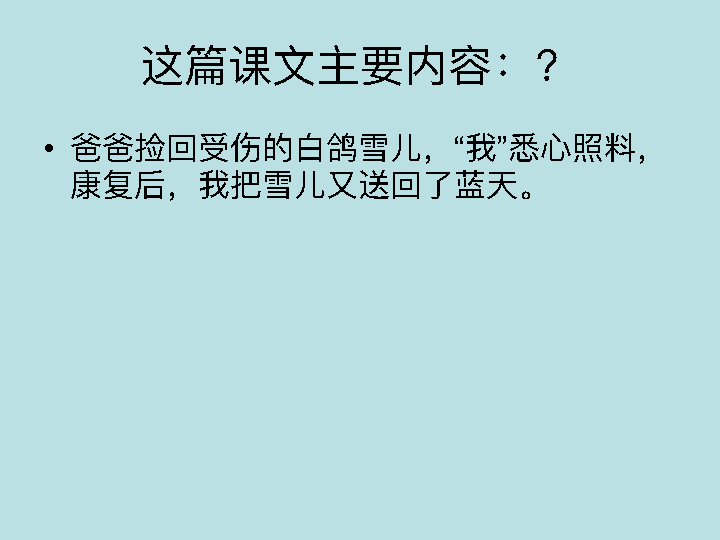 这篇课文主要内容：?
• 爸爸捡回受伤的白鸽雪儿，“我”悉心照料，
康复后，我把雪儿又送回了蓝天。